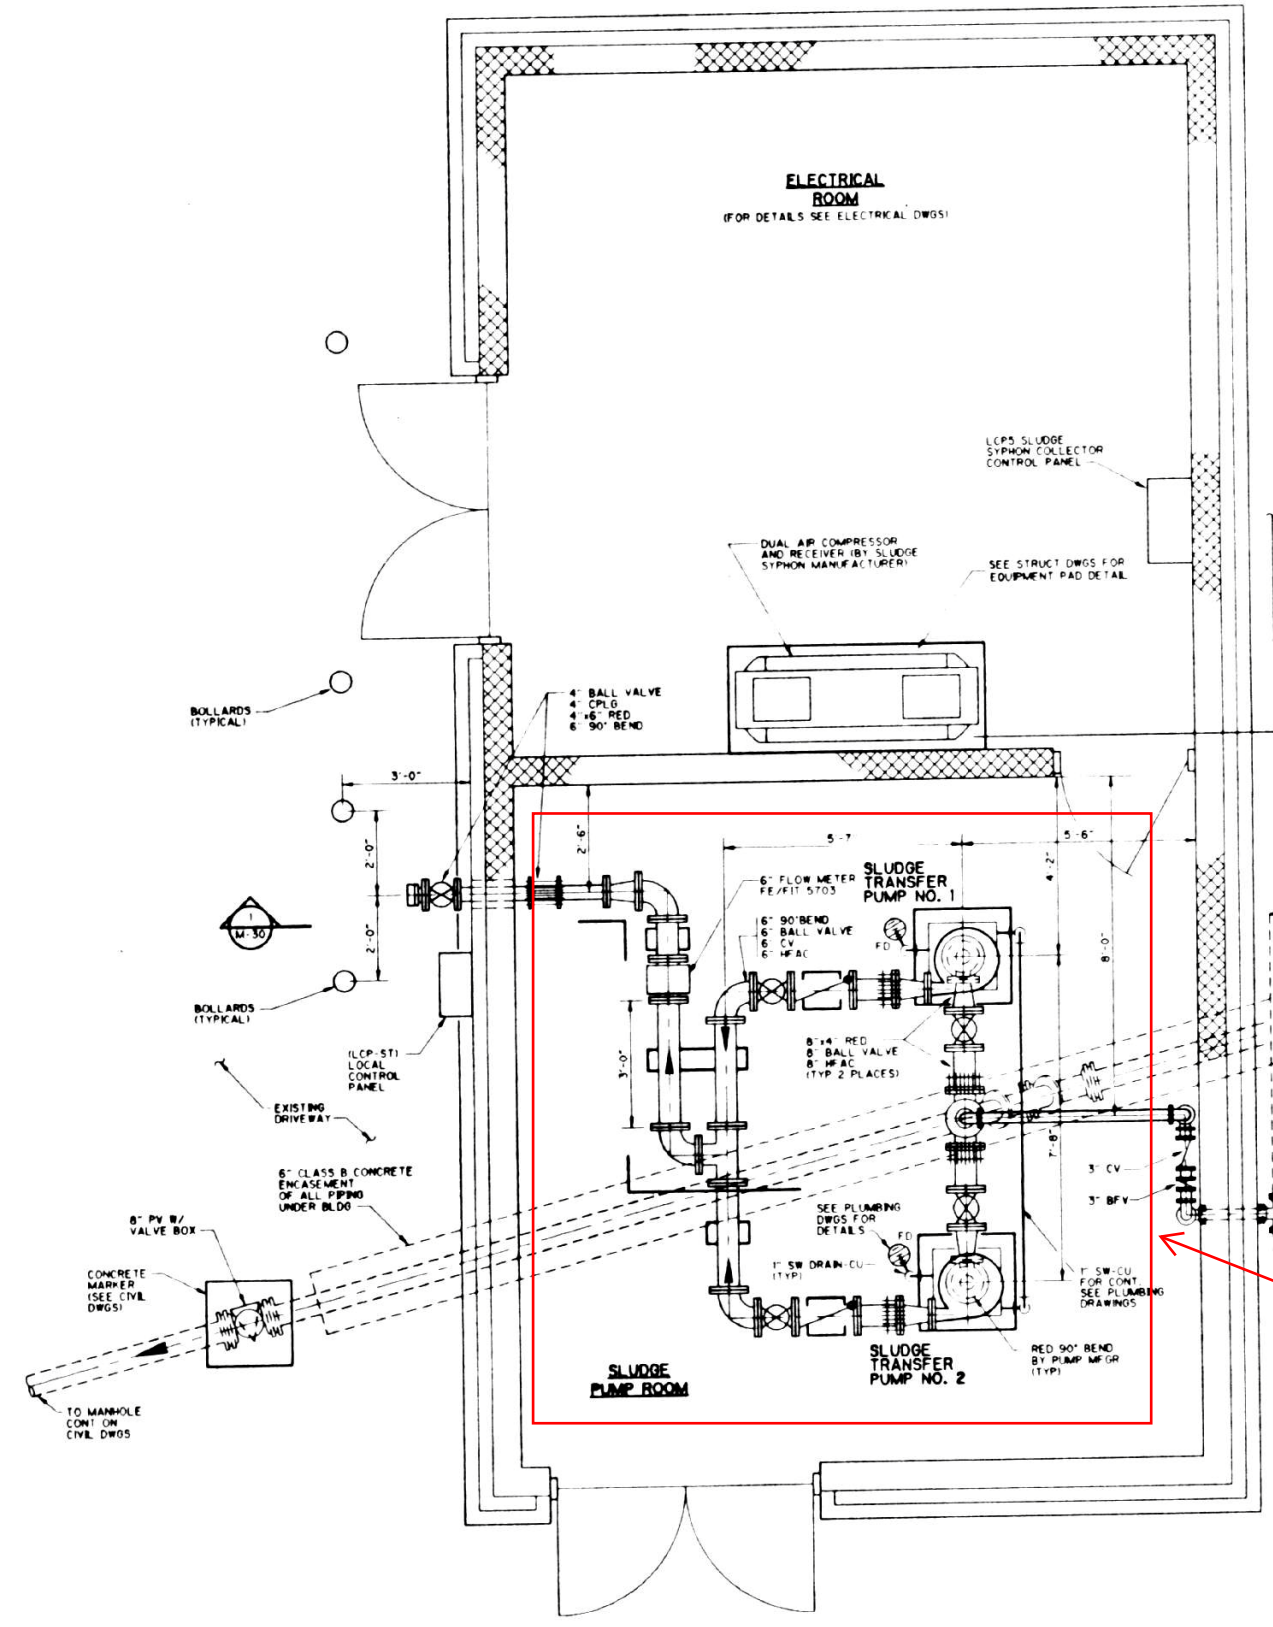 ELECTRICAL
ROOM
(FOR DETAILS SEE ELECTRICAL DWGS)
LCP5 SLUDGE
SYPHON COLLECTOR
CONTROL PANEL
DUAL AIR COMPRESSOR
AND RECEIVER (BY SLUDGE
SYPHON MANUFACTURER)
SEE STRUCT DWGS FOR
EQUIPMENT PAD DETAIL
BOLLARDS
(TYPICAL)
4" BALL VALVE
4" CPLG
4"x6" RED
6" 90° BEND
3'-0"
2'-6"
5'-7
5'-6"
4'-2"
2'-0"
2'-0"
8'-0"
6" FLOW METER
FE/FIT 5703
SLUDGE
TRANSFER
PUMP NO. 1
FD
6" 90°BEND
6" BALL VALVE
6" CV
6" HFAC
1
M-30
BOLLARDS
(TYPICAL)
(LCP-ST)
LOCAL
CONTROL
PANEL
3'-0"
8"x4" RED
8" BALL VALVE
8" HFAC
(TYP 2 PLACES)
EXISTING
DRIVEWAY
7'-8"
3" CV
3" BFV
6" CLASS B CONCRETE
ENCASEMENT
OF ALL PIPING
UNDER BLDG
8" PV W/
VALVE BOX
SEE PLUMBING
DWGS FOR
DETAILS
FD
1" SW DRAIN-CU
(TYP)
CONCRETE
MARKER
(SEE CIVIL
DWGS)
1" SW-CU
FOR CONT.
SEE PLUMBING
DRAWINGS
SLUDGE
TRANSFER
PUMP NO. 2
RED 90° BEND
BY PUMP MFGR
(TYP)
SLUDGE
PUMP ROOM
TO MANHOLE
CONT ON
CIVIL DWGS